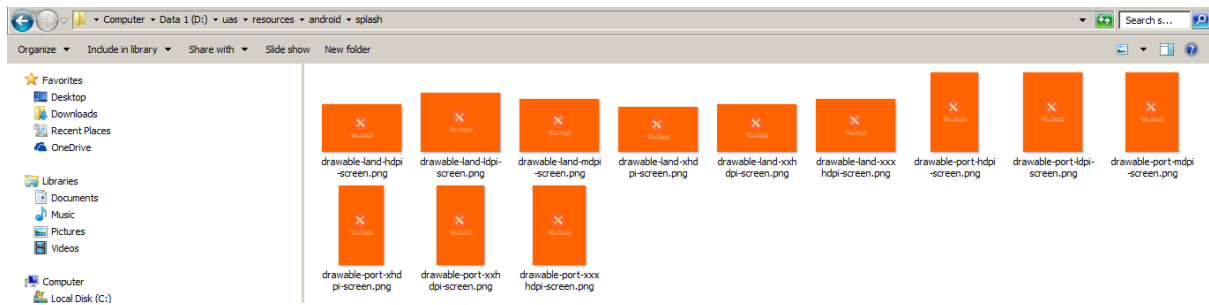 Computer ▾ Data 1 (D:) ▾ uas ▾ resources ▾ android ▾ splash
Search s...
Organize ▾ Include in library ▾ Share with ▾ Slide show New folder
Favorites
Desktop
Downloads
Recent Places
OneDrive
Libraries
Documents
Music
Pictures
Videos
Computer
Local Disk (C:)
drawable-land-hdpi
-screen.png
drawable-land-ldpi-
screen.png
drawable-land-mdpi
-screen.png
drawable-land-xhd
pi-screen.png
drawable-land-xxh
dpi-screen.png
drawable-land-xxx
hdpi-screen.png
drawable-port-hdpi
-screen.png
drawable-port-ldpi-
screen.png
drawable-port-mdpi
-screen.png
drawable-port-xhd
pi-screen.png
drawable-port-xxh
dpi-screen.png
drawable-port-xxx
hdpi-screen.png